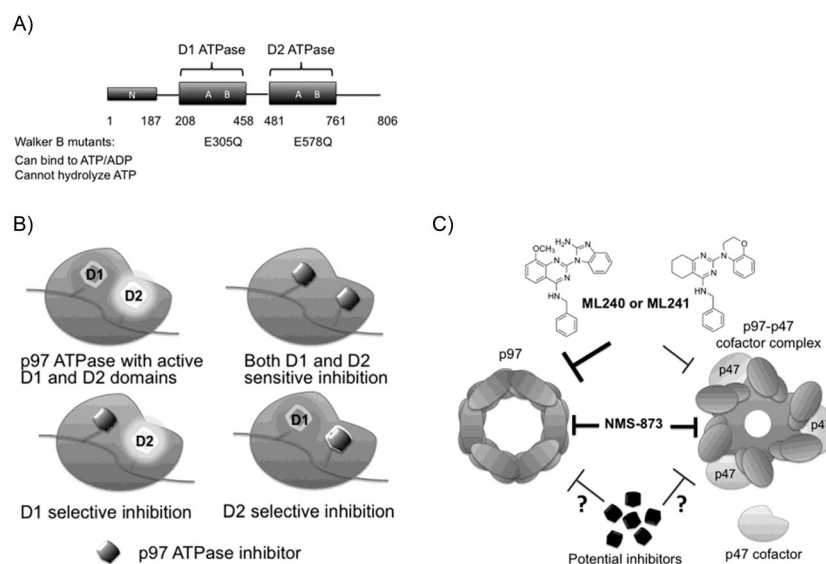 A)
D1 ATPase D2 ATPase
N A B A B
1 187 208 458 481 761 806
Walker B mutants: E305Q E578Q
Can bind to ATP/ADP
Cannot hydrolyze ATP
B)
D1
D2
p97 ATPase with active
D1 and D2 domains
Both D1 and D2
sensitive inhibition
D2
D1
D1 selective inhibition
D2 selective inhibition
p97 ATPase inhibitor
C)
OCH3 H2N N
N N N
N
HN
O
N N
N
HN
ML240 or ML241
p97
p97-p47
cofactor complex
p47
NMS-873
p47
p47
? ?
Potential inhibitors
p47 cofactor